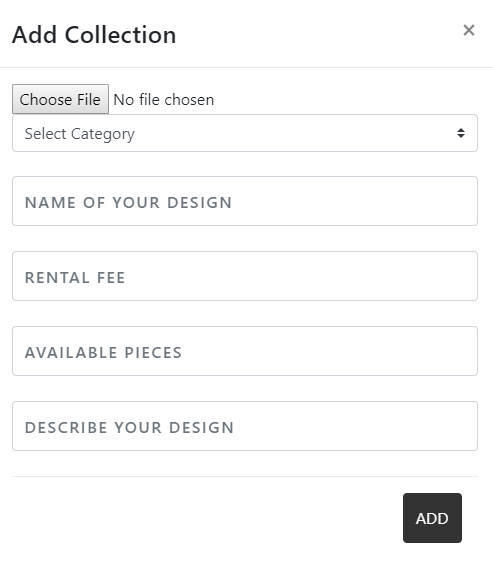 Add Collection ×
Choose File No file chosen
Select Category
NAME OF YOUR DESIGN
RENTAL FEE
AVAILABLE PIECES
DESCRIBE YOUR DESIGN
ADD